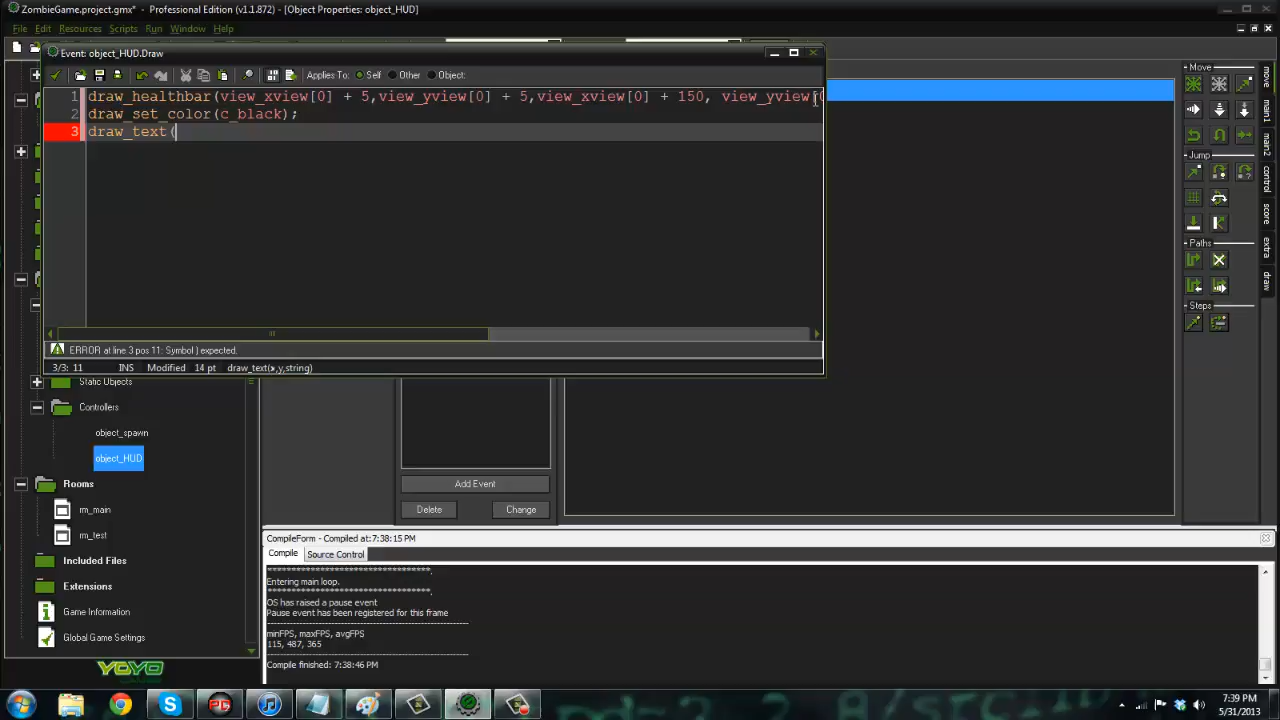 ZombieGame.project.gmx* - Professional Edition (v1.1.872) - [Object Properties: object_HUD]
File Edit Resources Scripts Run Window Help
Event: object_HUD.Draw
Applies To: Self Other Object:
1 draw_healthbar(view_xview[0] + 5,view_yview[0] + 5,view_xview[0] + 150, view_yview[
2 draw_set_color(c_black);
3 draw_text(
ERROR at line 3 pos 11: Symbol ) expected.
3/3: 11 INS Modified 14 pt draw_text(x,y,string)
Static Objects
Controllers
object_spawn
object_HUD
Rooms
rm_main
rm_test
Included Files
Extensions
Game Information
Global Game Settings
YOYO
Add Event
Delete Change
CompileForm - Compiled at:7:38:15 PM
Compile Source Control
**********************************.
Entering main loop.
**********************************.
OS has raised a pause event
Pause event has been registered for this frame
minFPS, maxFPS, avgFPS
115, 487, 365
Compile finished: 7:38:46 PM
Move
Jump
Paths
Steps
move
main1
main2
control
score
extra
draw
7:39 PM
5/31/2013